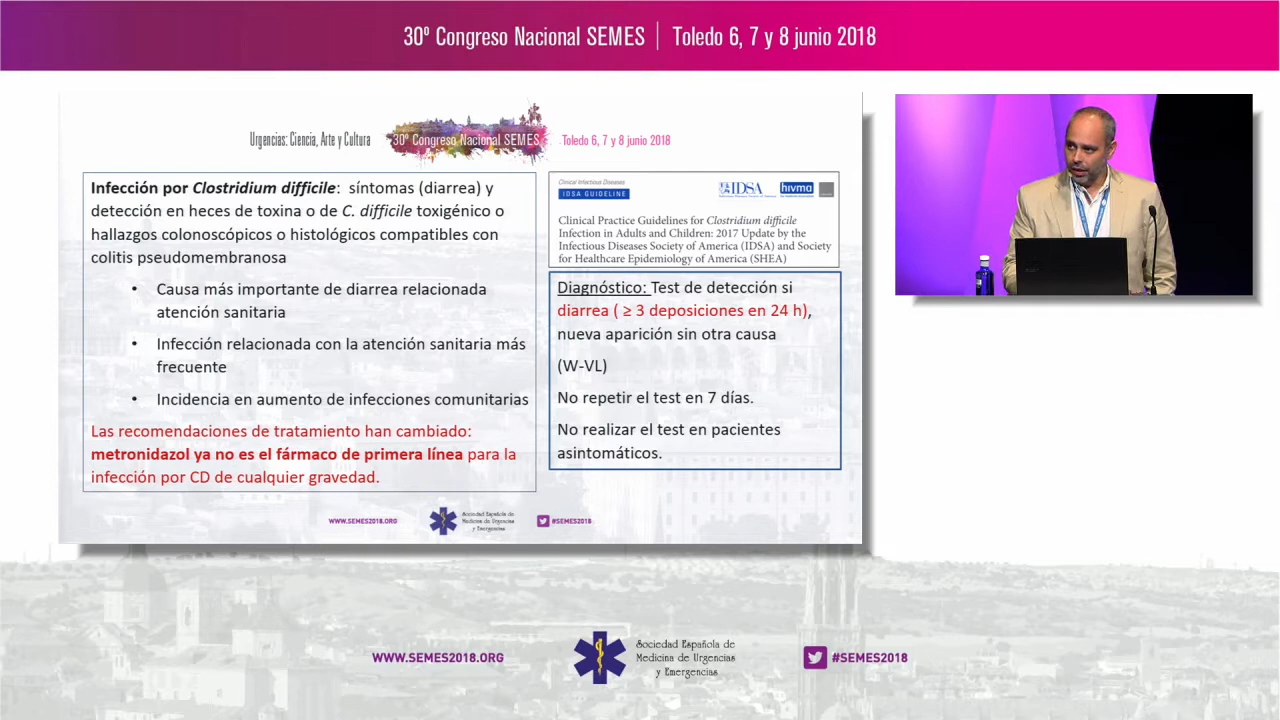 30º Congreso Nacional SEMES | Toledo 6, 7 y 8 junio 2018
Urgencias: Ciencia, Arte y Cultura
30º Congreso Nacional SEMES
Toledo 6, 7 y 8 junio 2018
Infección por Clostridium difficile: síntomas (diarrea) y
detección en heces de toxina o de C. difficile toxigénico o
hallazgos colonoscópicos o histológicos compatibles con
colitis pseudomembranosa
• Causa más importante de diarrea relacionada
atención sanitaria
• Infección relacionada con la atención sanitaria más
frecuente
• Incidencia en aumento de infecciones comunitarias
Las recomendaciones de tratamiento han cambiado:
metronidazol ya no es el fármaco de primera línea para la
infección por CD de cualquier gravedad.
Clinical Infectious Diseases
IDSA GUIDELINE
IDSA
hivma
Clinical Practice Guidelines for Clostridium difficile
Infection in Adults and Children: 2017 Update by the
Infectious Diseases Society of America (IDSA) and Society
for Healthcare Epidemiology of America (SHEA)
Diagnóstico: Test de detección si
diarrea ( ≥ 3 deposiciones en 24 h),
nueva aparición sin otra causa
(W-VL)
No repetir el test en 7 días.
No realizar el test en pacientes
asintomáticos.
WWW.SEMES2018.ORG
Sociedad Española de
Medicina de Urgencias
y Emergencias
#SEMES2018
WWW.SEMES2018.ORG
Sociedad Española de
Medicina de Urgencias
y Emergencias
#SEMES2018